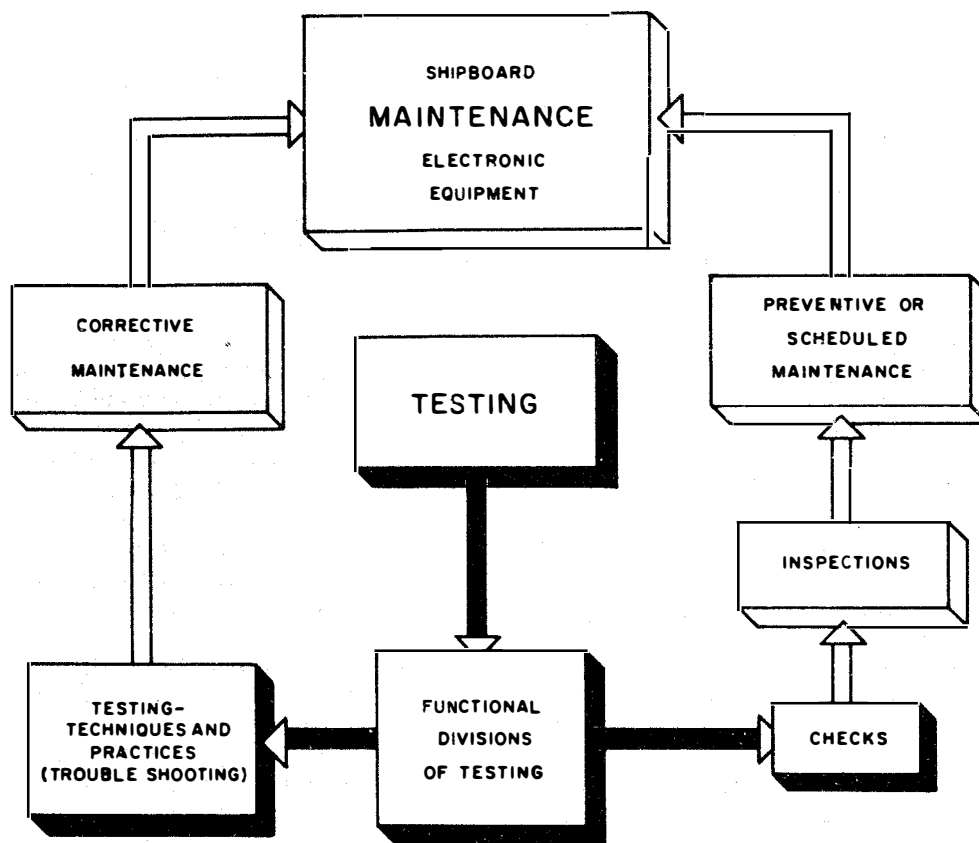 SHIPBOARD
MAINTENANCE
ELECTRONIC
EQUIPMENT
CORRECTIVE
MAINTENANCE
PREVENTIVE OR
SCHEDULED
MAINTENANCE
TESTING
INSPECTIONS
TESTING-
TECHNIQUES AND
PRACTICES
(TROUBLE SHOOTING)
FUNCTIONAL
DIVISIONS
OF TESTING
CHECKS